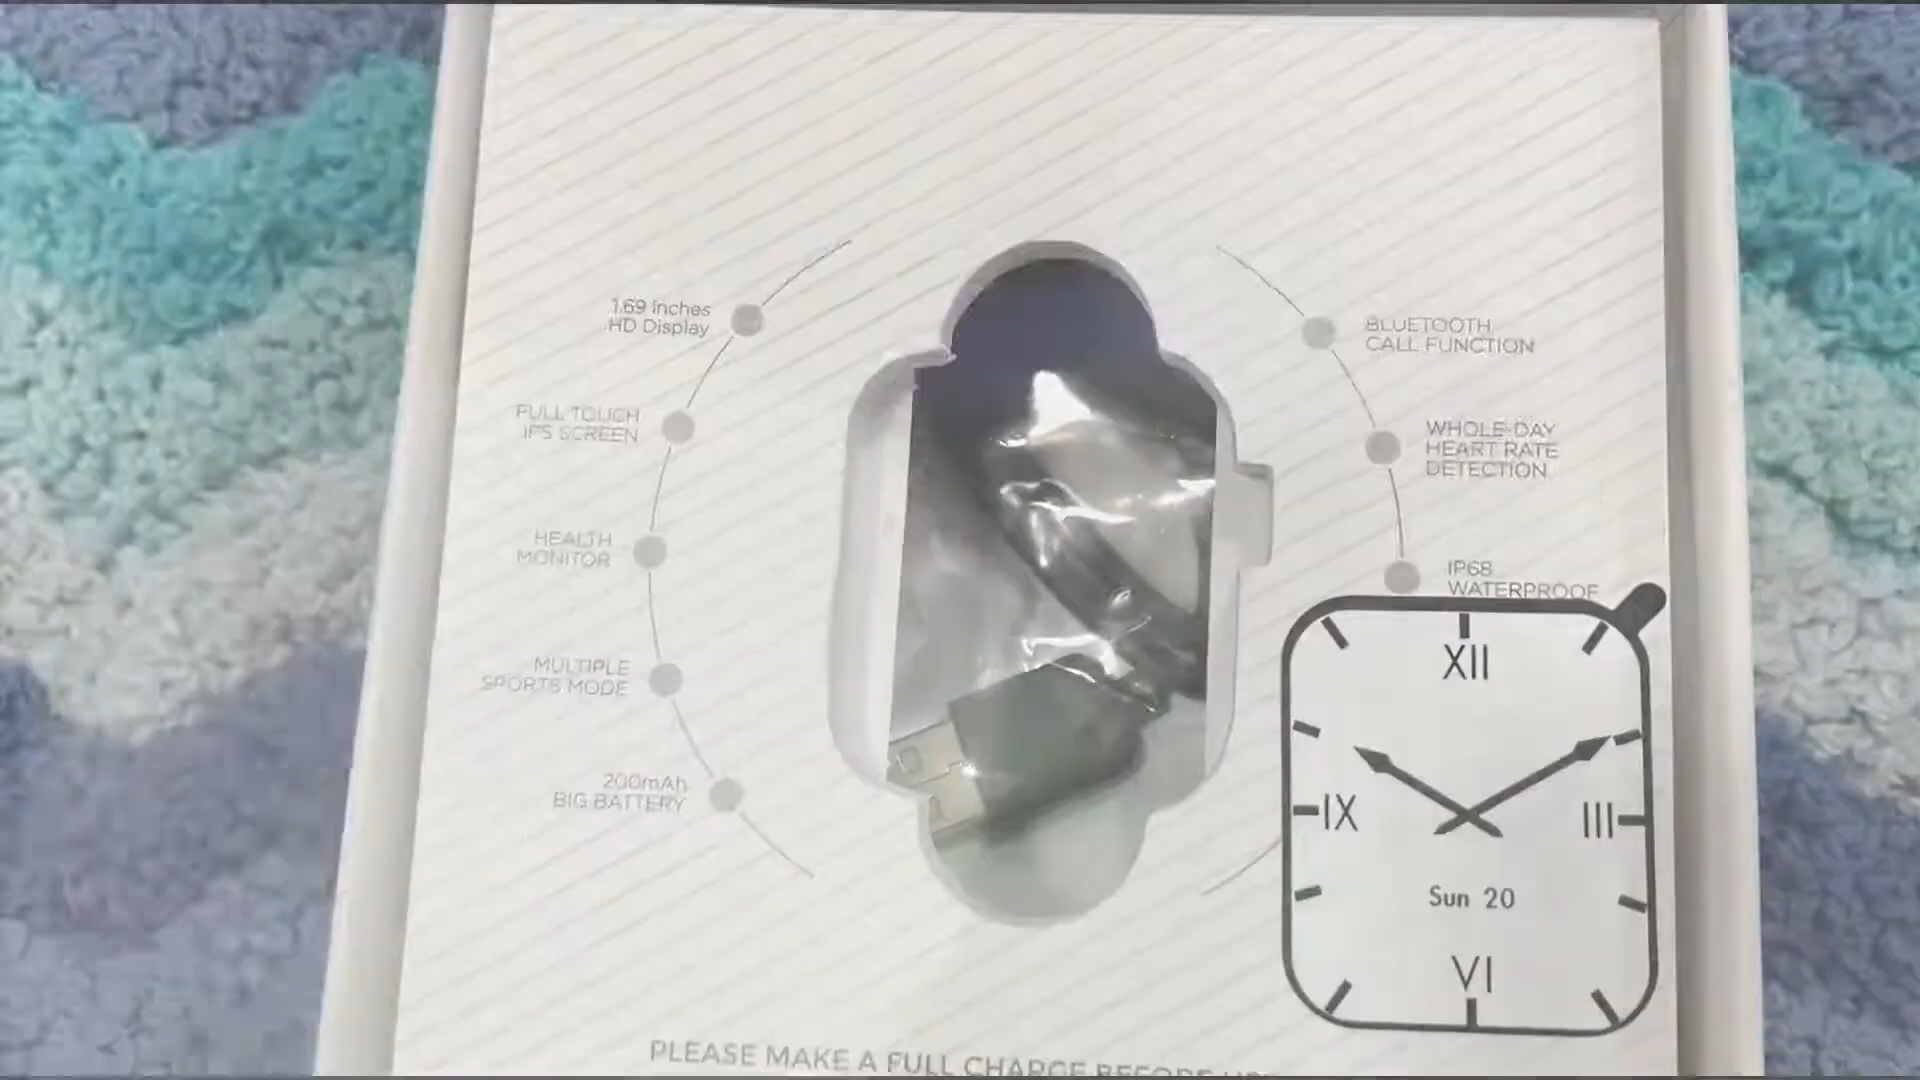 1.69 inches
HD Display
FULL TOUCH
IPS SCREEN
HEALTH
MONITOR
MULTIPLE
SPORTS MODE
200mAh
BIG BATTERY
BLUETOOTH
CALL FUNCTION
WHOLE-DAY
HEART RATE
DETECTION
IP68
WATERPROOF
XII
IX
III
Sun 20
VI
PLEASE MAKE A FULL CHARGE BEFORE